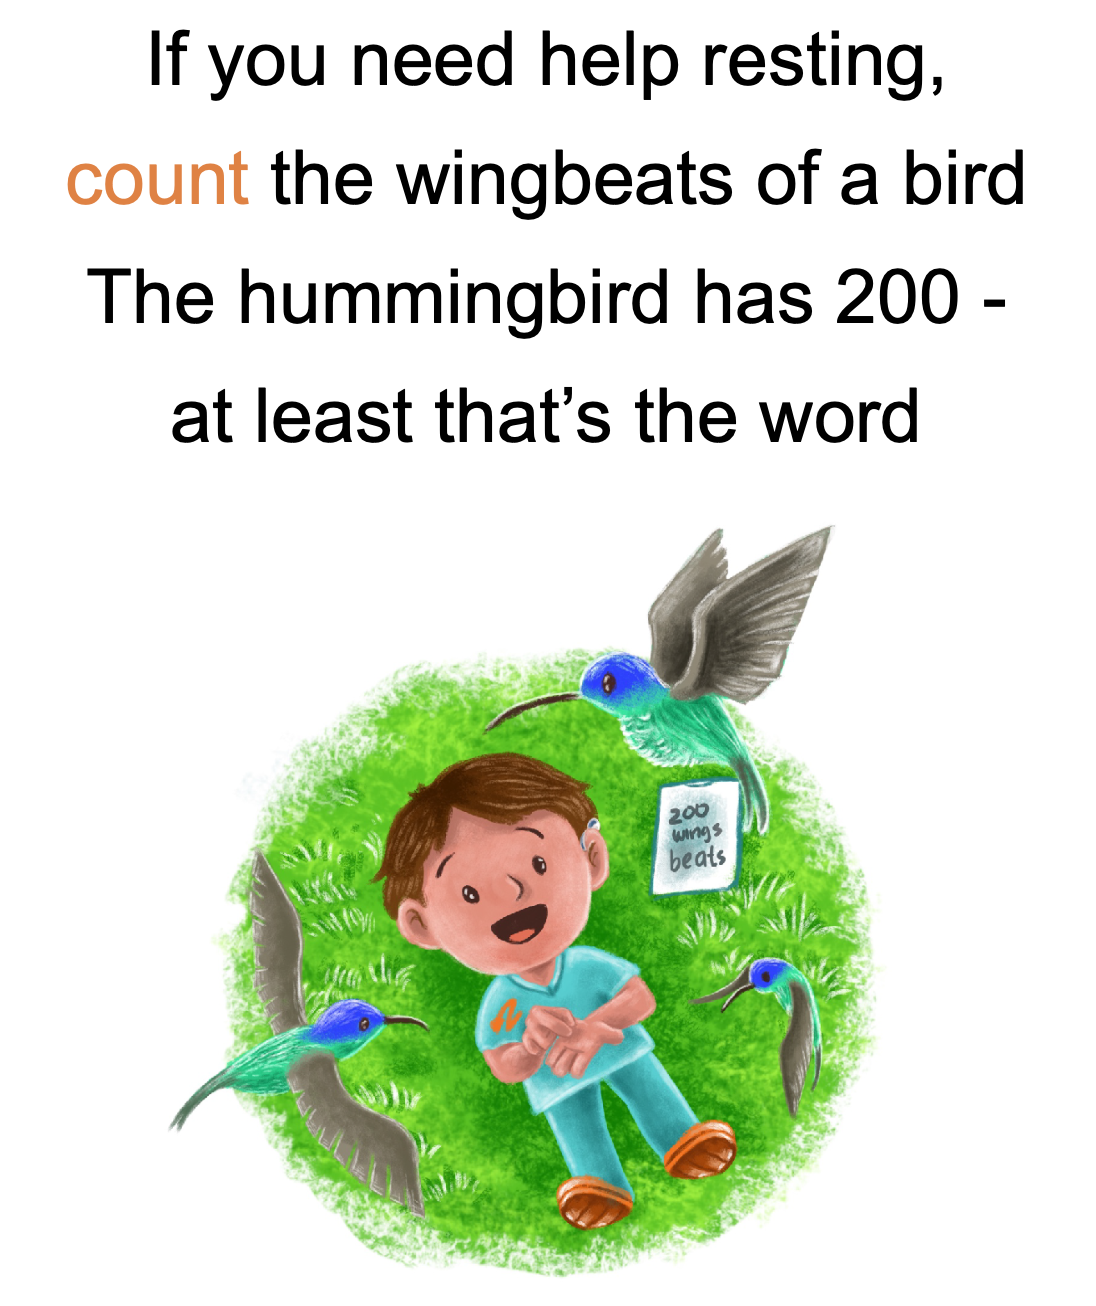 If you need help resting,
count the wingbeats of a bird
The hummingbird has 200 -
at least that’s the word
200
wings
beats